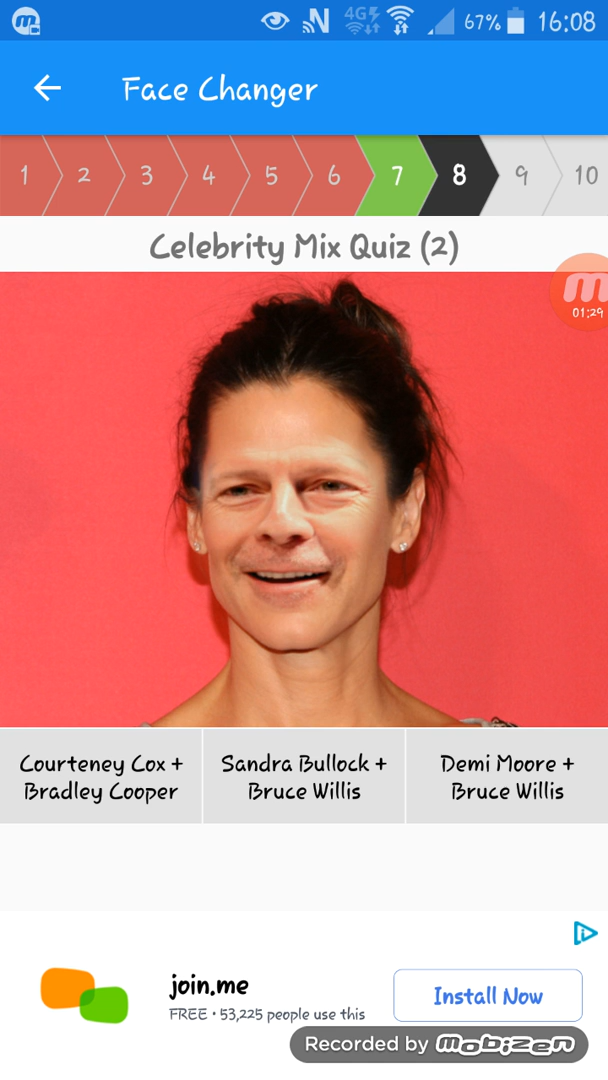 4G 67% 16:08
Face Changer
1 2 3 4 5 6 7 8 9 10
Celebrity Mix Quiz (2)
m
01:29
Courteney Cox + Bradley Cooper
Sandra Bullock + Bruce Willis
Demi Moore + Bruce Willis
join.me
FREE • 53,225 people use this
Install Now
Recorded by mobizen